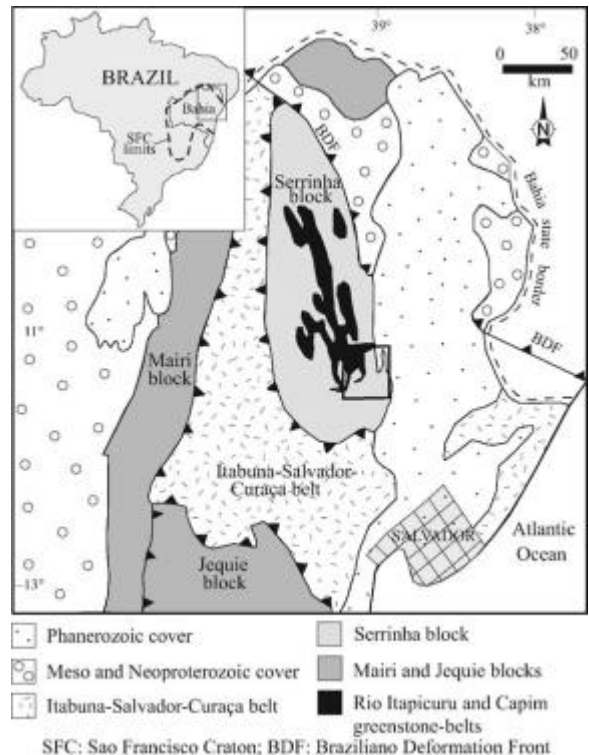 39°
38°
BRAZIL
Bahia
SFC
limits
50
km
N
BDF
Serrinha
block
Bahia state border
11°
BDF
Mairi
block
Itabuna-Salvador-
Curaça belt
SALVADOR
Atlantic
Ocean
Jequie
block
13°
Phanerozoic cover
Serrinha block
Meso and Neoproterozoic cover
Mairi and Jequie blocks
Itabuna-Salvador-Curaça belt
Rio Itapicuru and Capim
greenstone-belts
SFC: Sao Francisco Craton; BDF: Braziliano Deformation Front